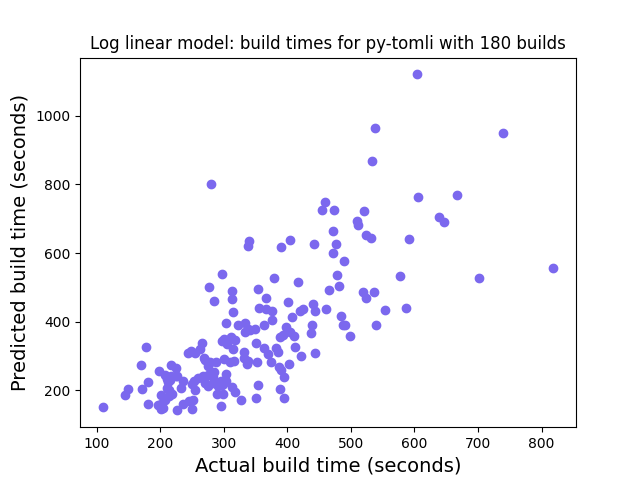 Log linear model: build times for py-tomli with 180 builds
Predicted build time (seconds)
1000
800
600
400
200
100 200 300 400 500 600 700 800
Actual build time (seconds)